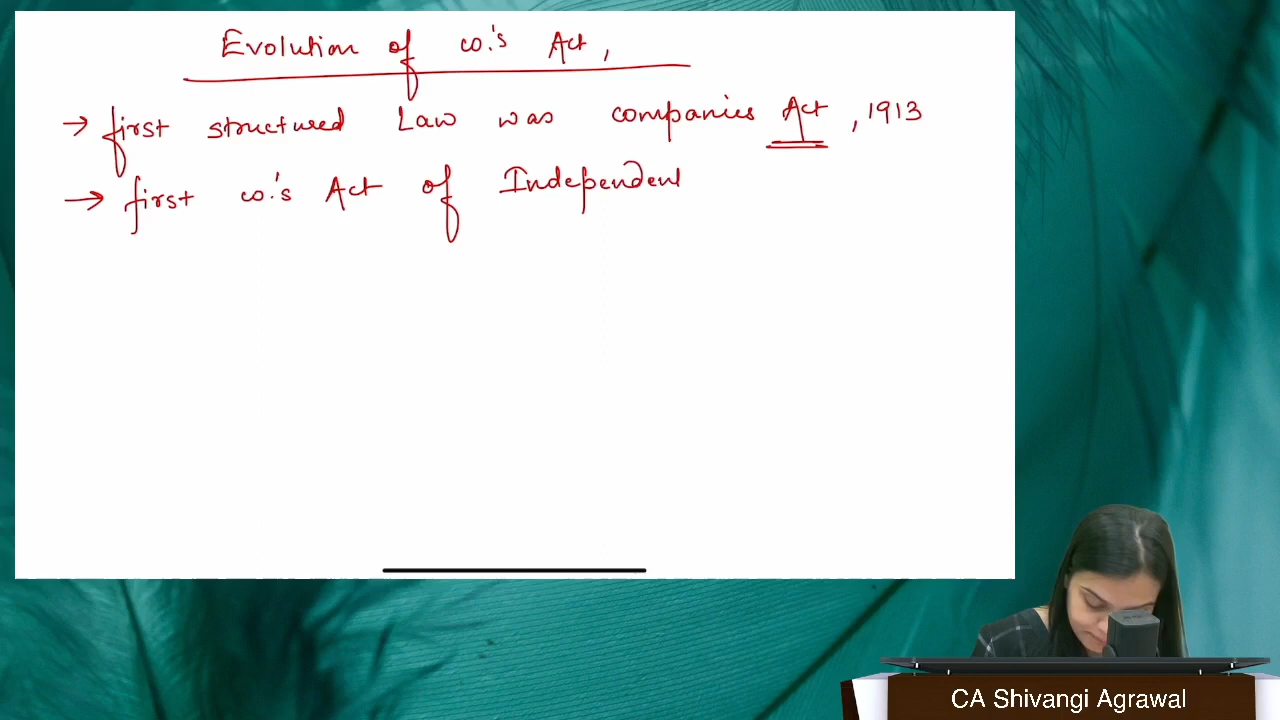 Evolution of co.'s Act,
→ first structured Law was companies Act, 1913
→ first co.'s Act of Independent
CA Shivangi Agrawal